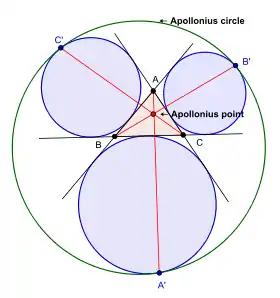 ← Apollonius circle
C'
B'
A
← Apollonius point
B
C
A'